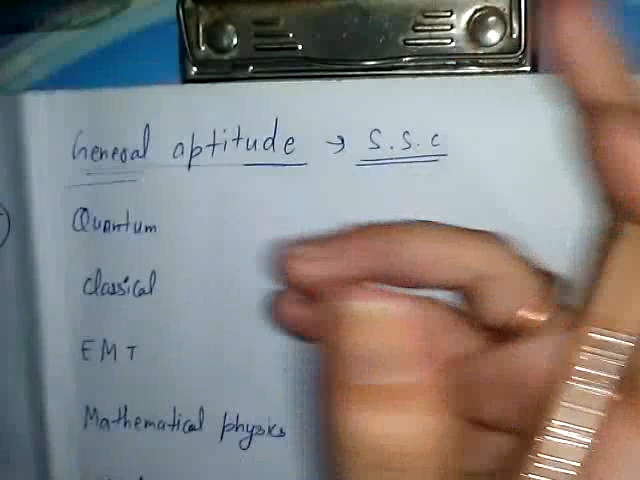 General aptitude → S.S.C
Quantum
Classical
EMT
Mathematical physics